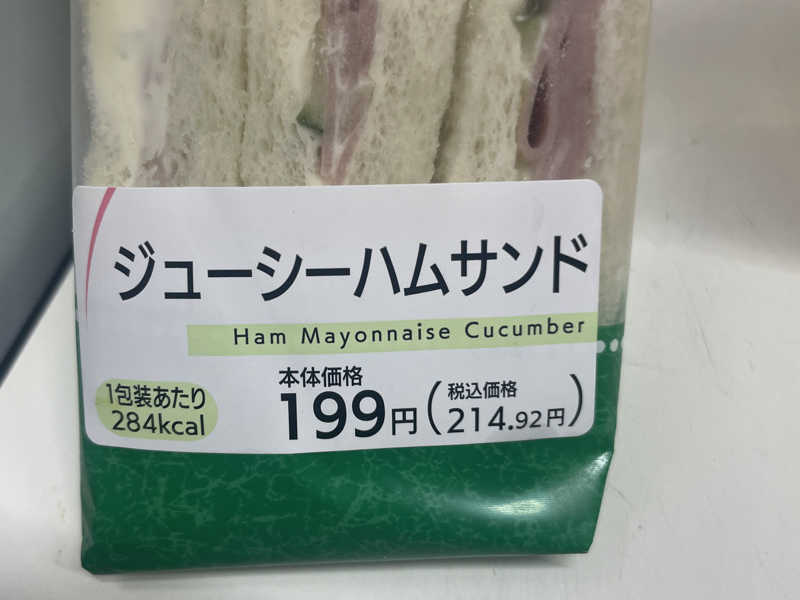 ジューシーハムサンド
Ham Mayonnaise Cucumber
1包装あたり
284kcal
本体価格
199円
(税込価格
214.92円)